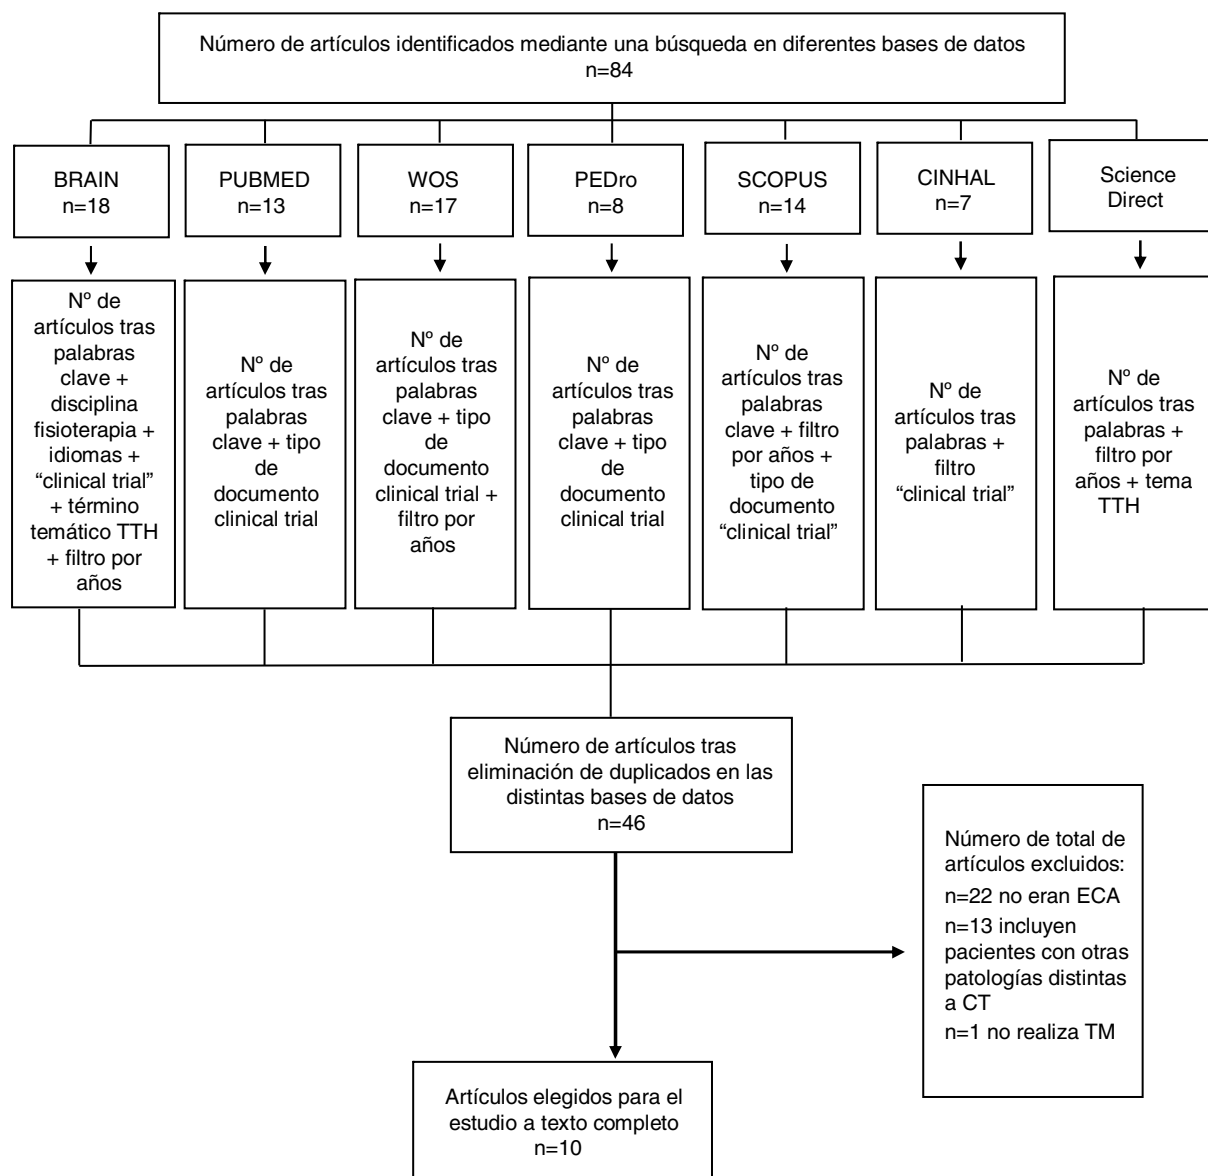 Número de artículos identificados mediante una búsqueda en diferentes bases de datos
n=84
BRAIN
n=18
PUBMED
n=13
WOS
n=17
PEDro
n=8
SCOPUS
n=14
CINHAL
n=7
Science
Direct
Nº de
artículos tras
palabras
clave +
disciplina
fisioterapia +
idiomas +
“clinical trial”
+ término
temático TTH
+ filtro por
años
Nº de
artículos tras
palabras
clave + tipo
de
documento
clinical trial
Nº de
artículos tras
palabras
clave + tipo
de
documento
clinical trial +
filtro por
años
Nº de
artículos tras
palabras
clave + tipo
de
documento
clinical trial
Nº de
artículos tras
palabras
clave + filtro
por años +
tipo de
documento
“clinical trial”
Nº de
artículos tras
palabras +
filtro
“clinical trial”
Nº de
artículos tras
palabras +
filtro por
años + tema
TTH
Número de artículos tras
eliminación de duplicados en las
distintas bases de datos
n=46
Número de total de
artículos excluidos:
n=22 no eran ECA
n=13 incluyen
pacientes con otras
patologías distintas
a CT
n=1 no realiza TM
Artículos elegidos para el
estudio a texto completo
n=10